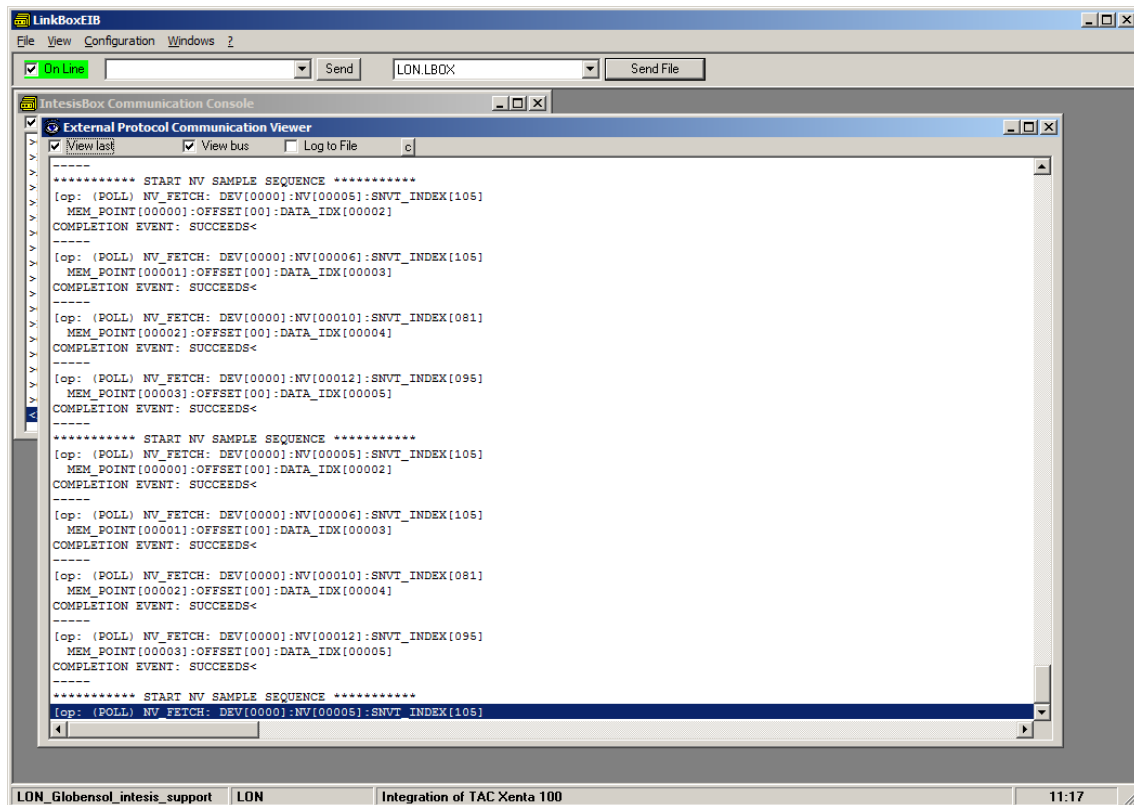 LinkBoxEIB
File View Configuration Windows ?
On Line Send LON.LBOX Send File
IntesisBox Communication Console
External Protocol Communication Viewer
View last View bus Log to File c
-----
*********** START NV SAMPLE SEQUENCE ***********
[op: (POLL) NV_FETCH: DEV[0000]:NV[00005]:SNVT_INDEX[105]
MEM_POINT[00000]:OFFSET[00]:DATA_IDX[00002]
COMPLETION EVENT: SUCCEEDS<
-----
[op: (POLL) NV_FETCH: DEV[0000]:NV[00006]:SNVT_INDEX[105]
MEM_POINT[00001]:OFFSET[00]:DATA_IDX[00003]
COMPLETION EVENT: SUCCEEDS<
-----
[op: (POLL) NV_FETCH: DEV[0000]:NV[00010]:SNVT_INDEX[081]
MEM_POINT[00002]:OFFSET[00]:DATA_IDX[00004]
COMPLETION EVENT: SUCCEEDS<
-----
[op: (POLL) NV_FETCH: DEV[0000]:NV[00012]:SNVT_INDEX[095]
MEM_POINT[00003]:OFFSET[00]:DATA_IDX[00005]
COMPLETION EVENT: SUCCEEDS<
-----
*********** START NV SAMPLE SEQUENCE ***********
[op: (POLL) NV_FETCH: DEV[0000]:NV[00005]:SNVT_INDEX[105]
MEM_POINT[00000]:OFFSET[00]:DATA_IDX[00002]
COMPLETION EVENT: SUCCEEDS<
-----
[op: (POLL) NV_FETCH: DEV[0000]:NV[00006]:SNVT_INDEX[105]
MEM_POINT[00001]:OFFSET[00]:DATA_IDX[00003]
COMPLETION EVENT: SUCCEEDS<
-----
[op: (POLL) NV_FETCH: DEV[0000]:NV[00010]:SNVT_INDEX[081]
MEM_POINT[00002]:OFFSET[00]:DATA_IDX[00004]
COMPLETION EVENT: SUCCEEDS<
-----
[op: (POLL) NV_FETCH: DEV[0000]:NV[00012]:SNVT_INDEX[095]
MEM_POINT[00003]:OFFSET[00]:DATA_IDX[00005]
COMPLETION EVENT: SUCCEEDS<
-----
*********** START NV SAMPLE SEQUENCE ***********
[op: (POLL) NV_FETCH: DEV[0000]:NV[00005]:SNVT_INDEX[105]
LON_Globensol_intesis_support LON Integration of TAC Xenta 100 11:17